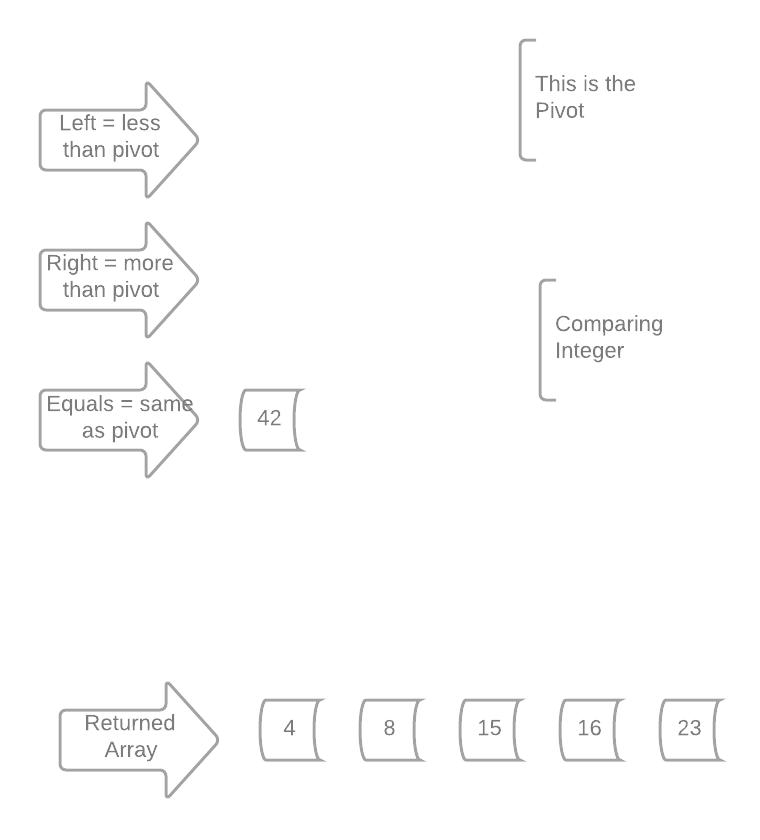 This is the
Pivot
Left = less
than pivot
Right = more
than pivot
Comparing
Integer
Equals = same
as pivot
42
Returned
Array
4
8
15
16
23